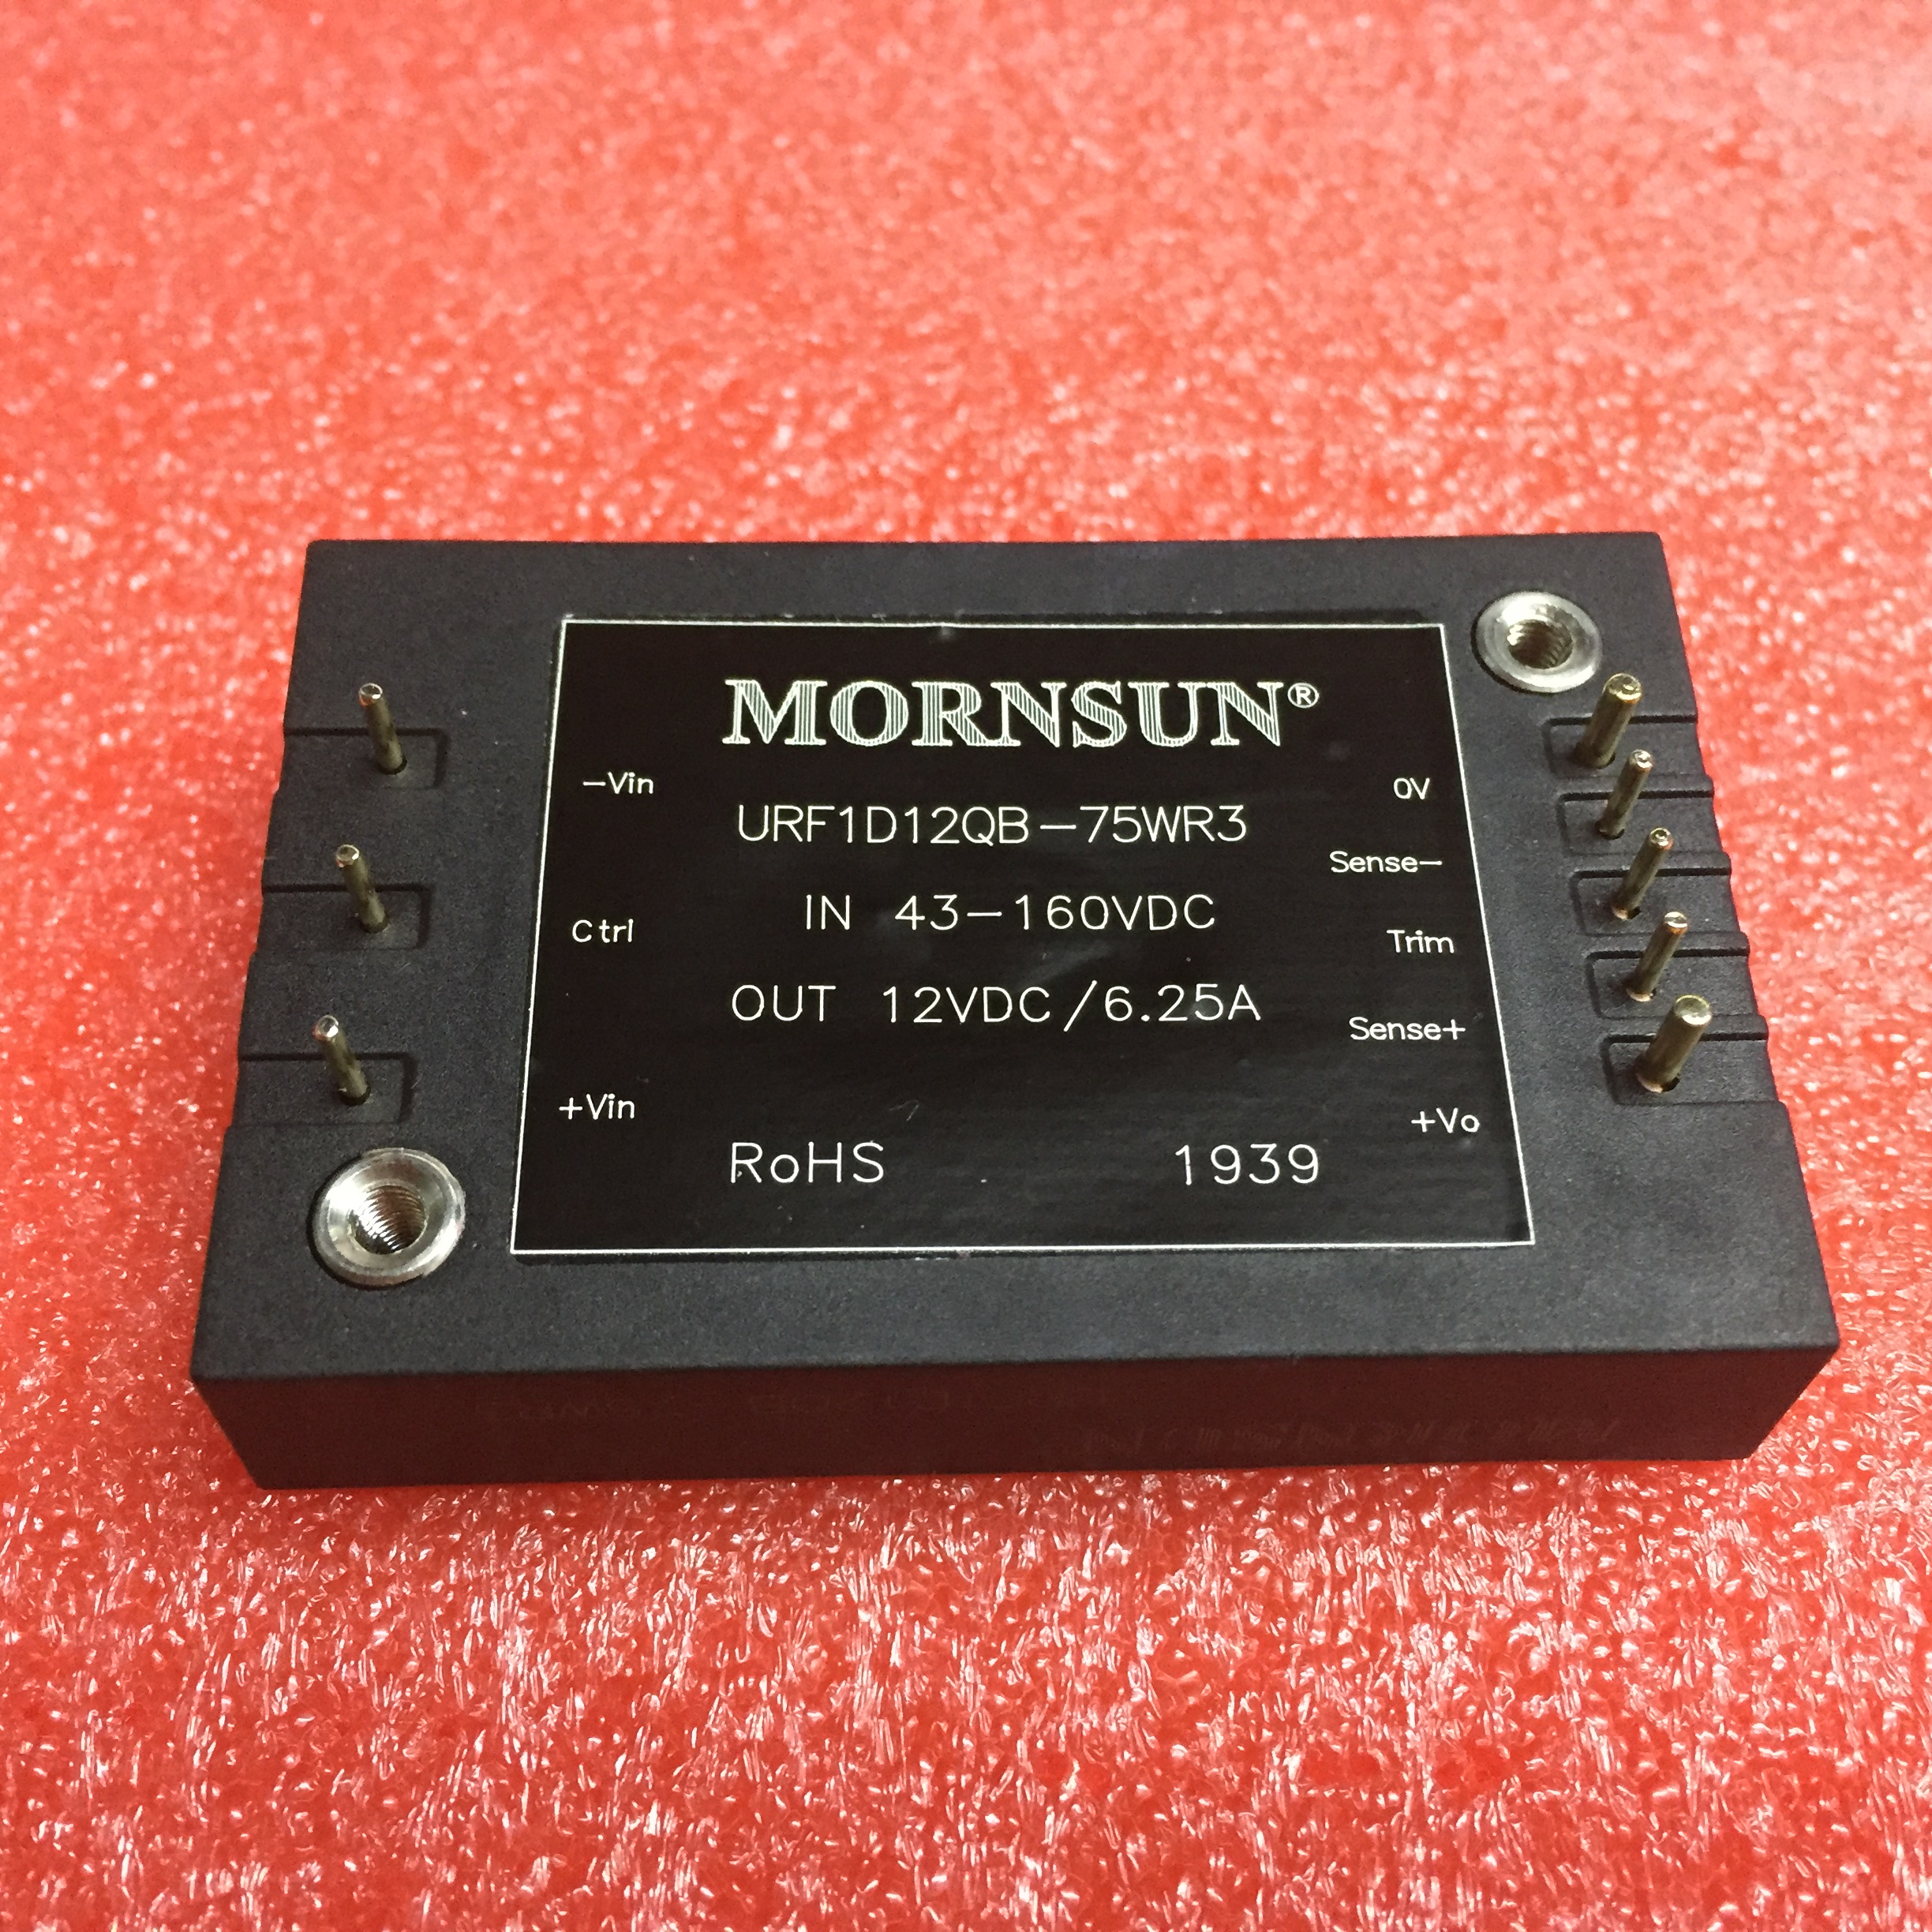 MORNSUN®
-Vin
0V
URF1D12QB-75WR3
Sense-
IN 43-160VDC
Ctrl
Trim
OUT 12VDC/6.25A
Sense+
+Vin
+Vo
RoHS 1939